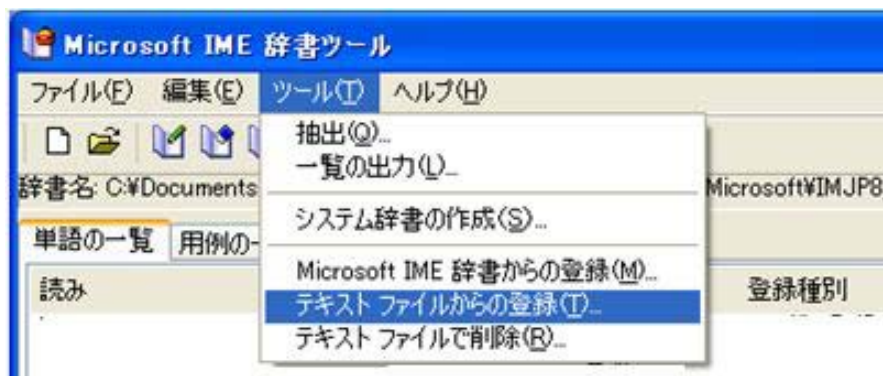 Microsoft IME 辞書ツール
ファイル(F) 編集(E) ツール(T) ヘルプ(H)
抽出(Q)...
一覧の出力(L)...
辞書名: C:¥Documents
Microsoft¥IMJP8
システム辞書の作成(S)...
単語の一覧 用例の一
Microsoft IME 辞書からの登録(M)...
読み
登録種別
テキスト ファイルからの登録(T)...
テキスト ファイルで削除(R)...